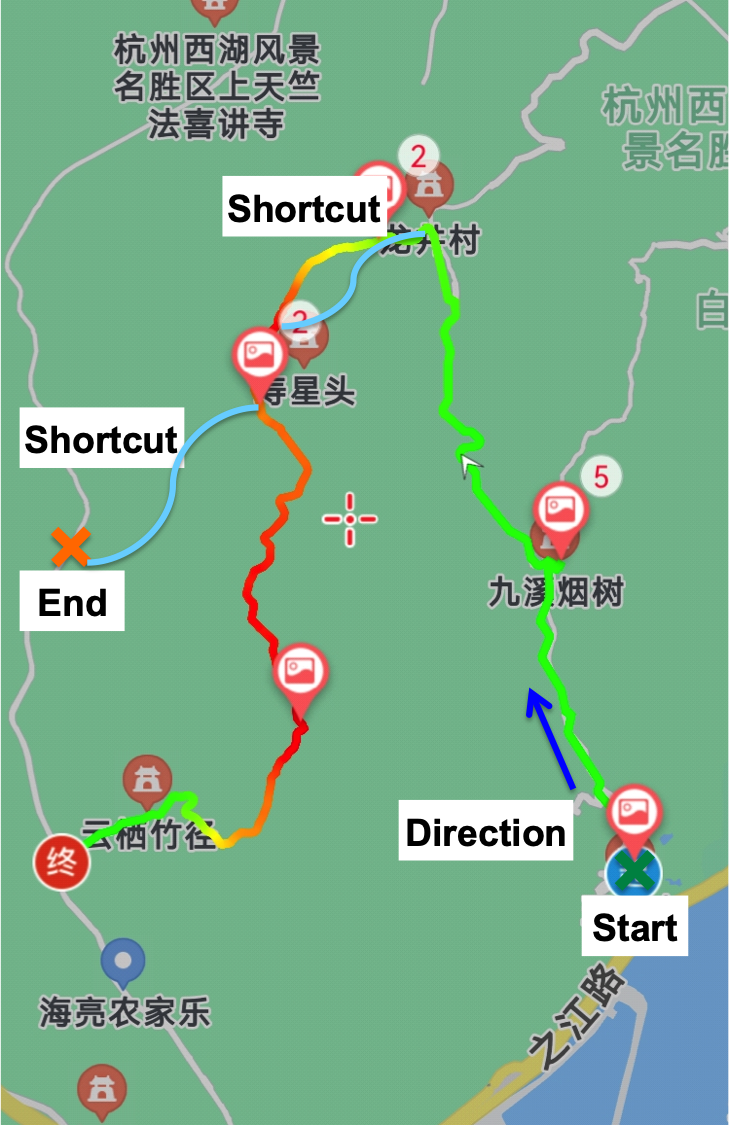 杭州西湖风景
名胜区上天竺
法喜讲寺
杭州西
景名胜
2
Shortcut
龙井村
白
2
寿星头
Shortcut
5
End
九溪烟树
云栖竹径
Direction
终
Start
海亮农家乐
之江路